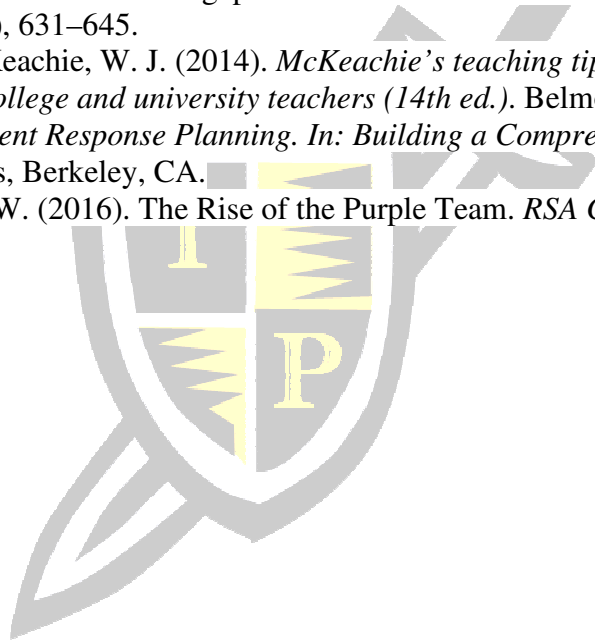 ), 631–645.
Keachie, W. J. (2014). McKeachie's teaching tip
ollege and university teachers (14th ed.). Belm
ent Response Planning. In: Building a Compre
s, Berkeley, CA.
W. (2016). The Rise of the Purple Team. RSA C
I
P